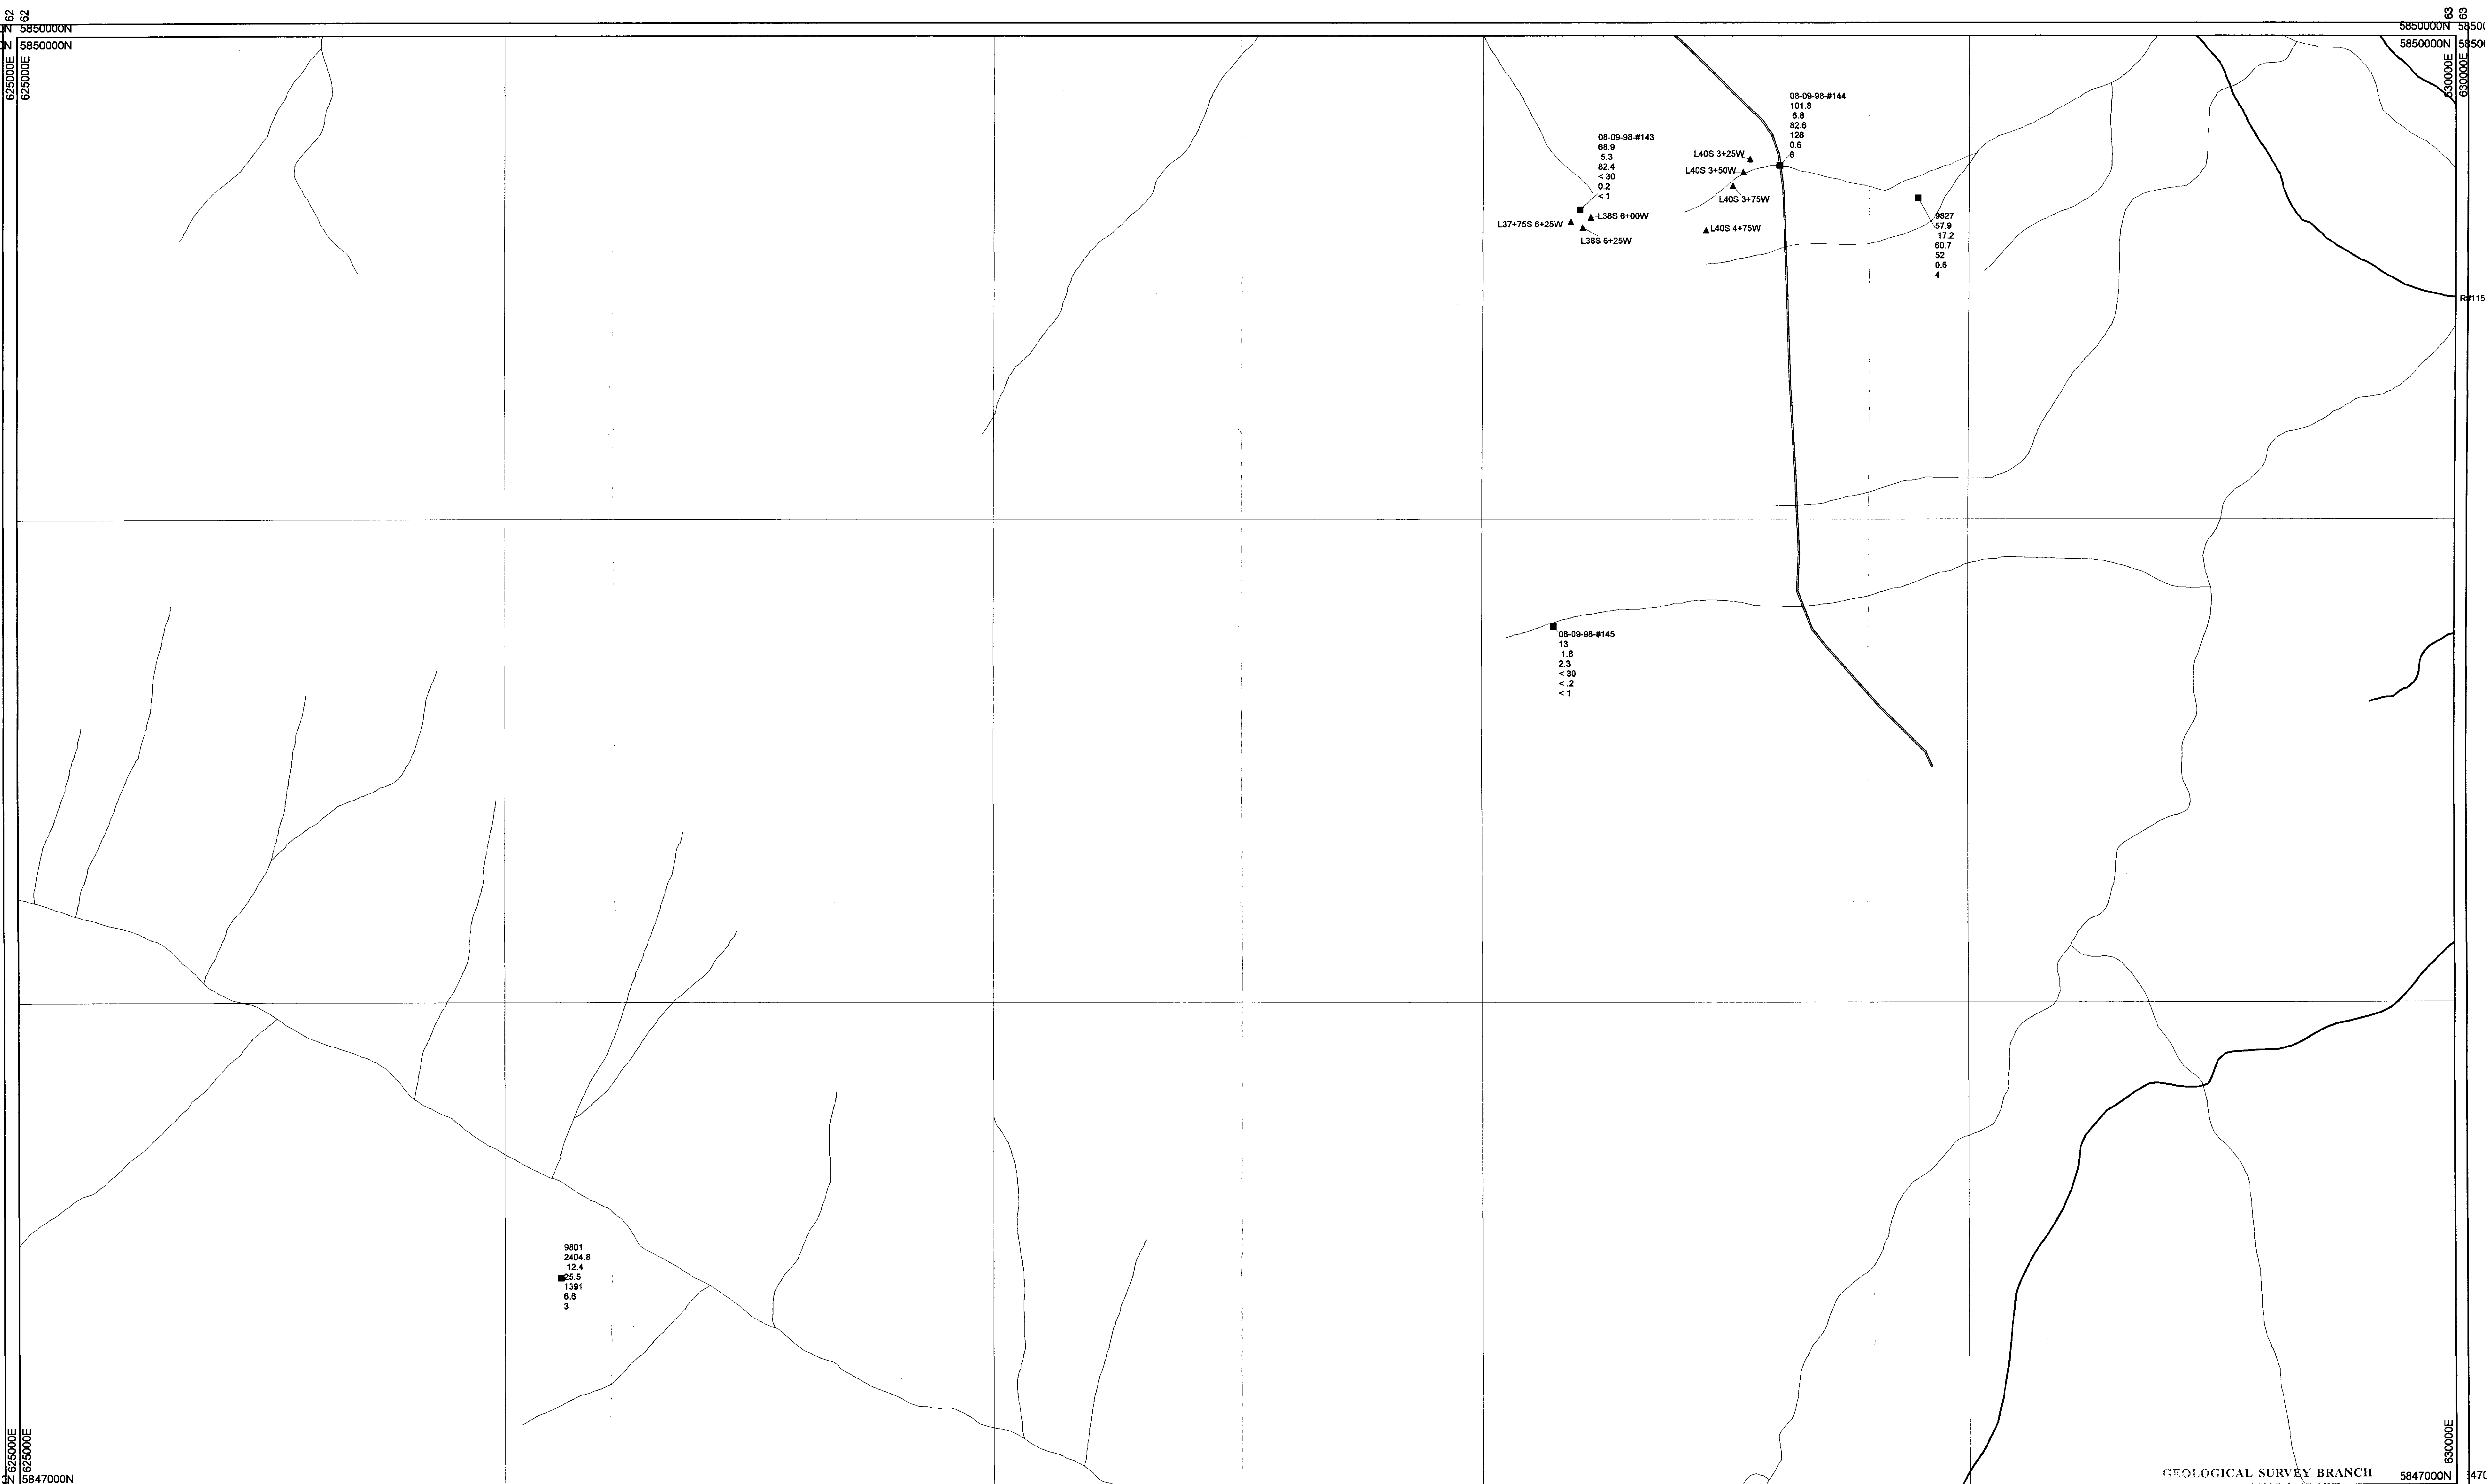 62 62
63 63
N 5850000N
5850000N
N 5850000N
5850000N
625000E
625000E
630000E
630000E
08-09-98-#144
101.8
6.8
82.6
128
0.6
6
08-09-98-#143
68.9
5.3
82.4
< 30
0.2
< 1
L40S 3+25W
L40S 3+50W
L40S 3+75W
L38S 6+00W
L37+75S 6+25W
L38S 6+25W
L40S 4+75W
9827
57.9
17.2
60.7
52
0.6
4
R#115
08-09-98-#145
13
1.8
2.3
< 30
< .2
< 1
9801
2404.8
12.4
25.5
1391
6.6
3
625000E
625000E
630000E
N 5847000N
GEOLOGICAL SURVEY BRANCH
5847000N